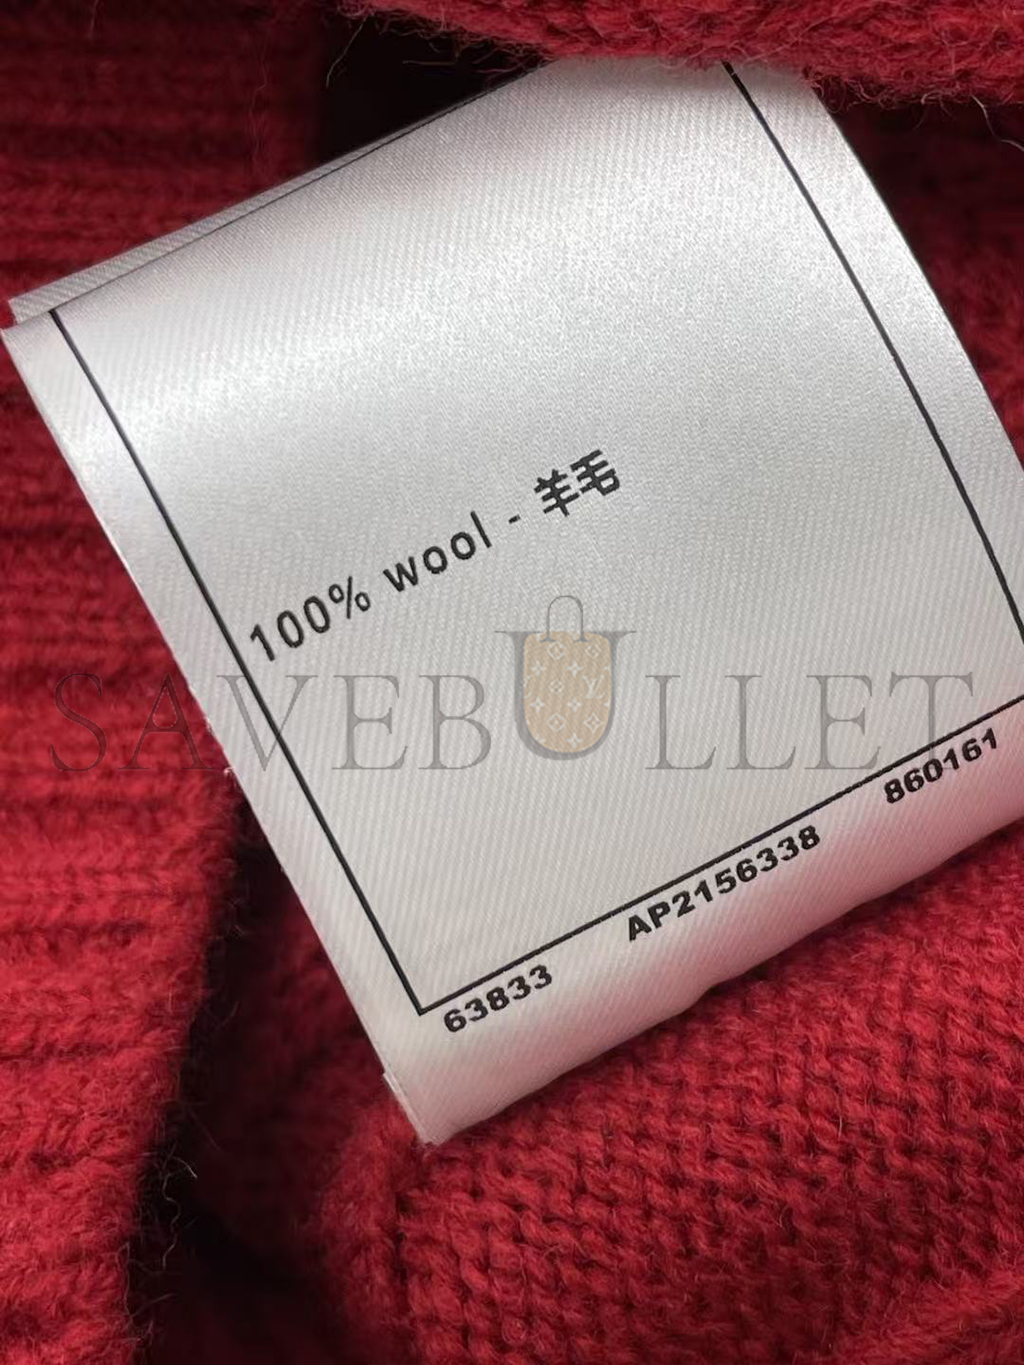 100% wool - 羊毛
SAVEBULLET
63833 AP2156338 860161